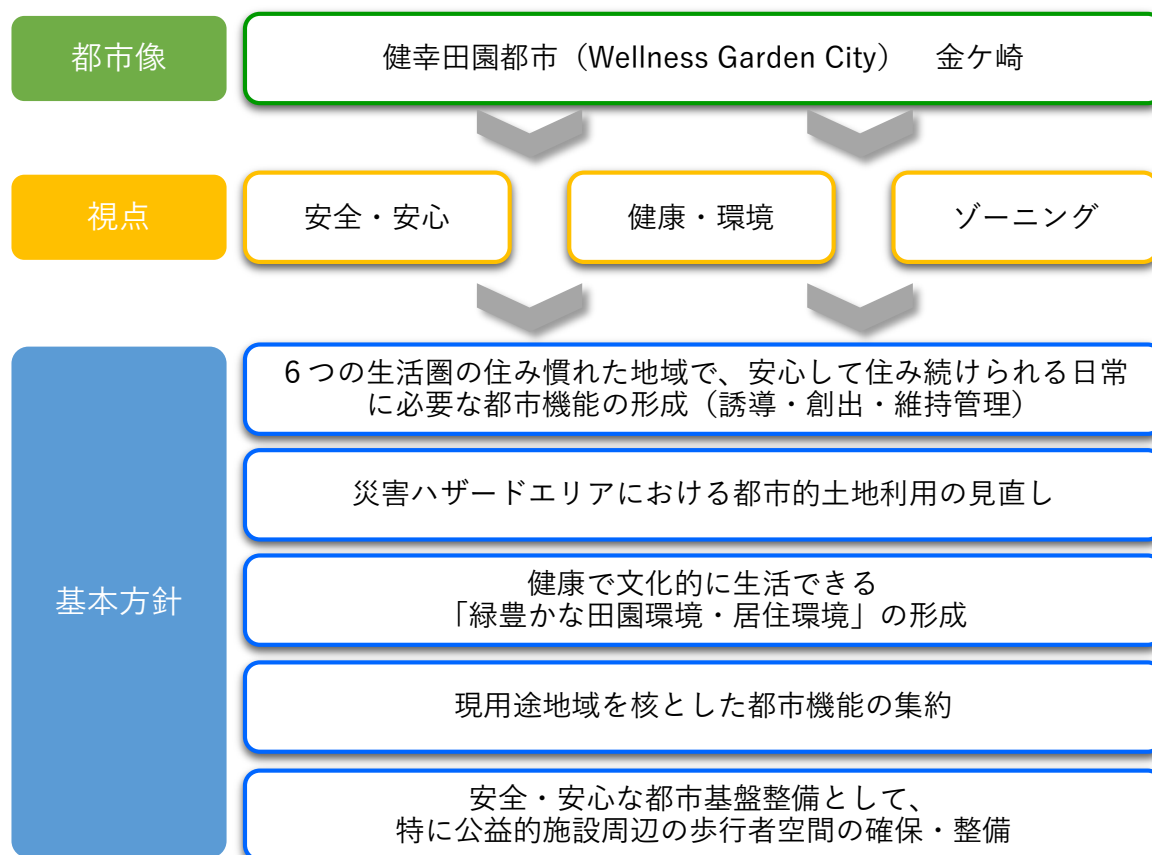 都市像
健幸田園都市（Wellness Garden City）　金ケ崎
視点
安全・安心
健康・環境
ゾーニング
基本方針
６つの生活圏の住み慣れた地域で、安心して住み続けられる日常
に必要な都市機能の形成（誘導・創出・維持管理）
災害ハザードエリアにおける都市的土地利用の見直し
健康で文化的に生活できる
「緑豊かな田園環境・居住環境」の形成
現用途地域を核とした都市機能の集約
安全・安心な都市基盤整備として、
特に公益的施設周辺の歩行者空間の確保・整備